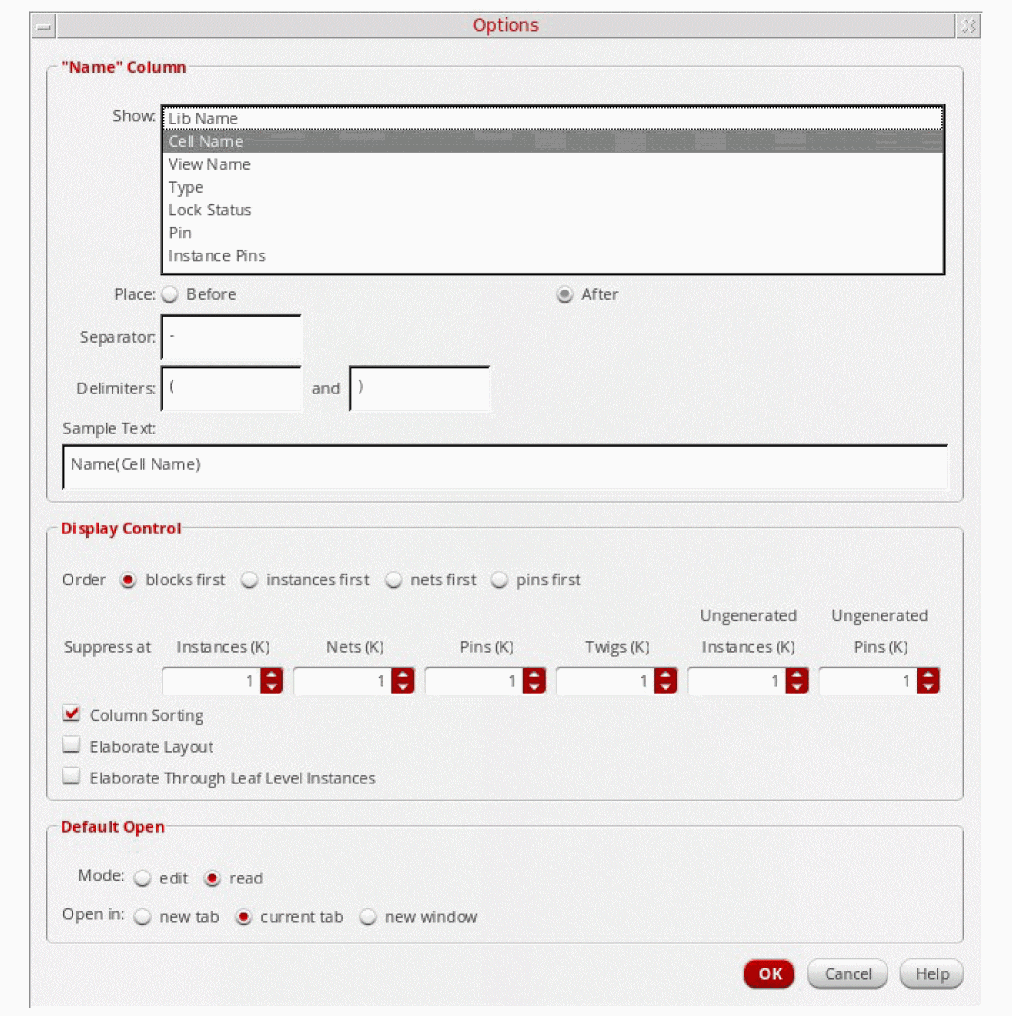 Options
"Name" Column
Show:
Lib Name
Cell Name
View Name
Type
Lock Status
Pin
Instance Pins
Place: Before After
Separator: -
Delimiters: ( and )
Sample Text:
Name(Cell Name)
Display Control
Order blocks first instances first nets first pins first
Ungenerated Ungenerated
Suppress at Instances (K) Nets (K) Pins (K) Twigs (K) Instances (K) Pins (K)
1 1 1 1 1 1
Column Sorting
Elaborate Layout
Elaborate Through Leaf Level Instances
Default Open
Mode: edit read
Open in: new tab current tab new window
OK Cancel Help